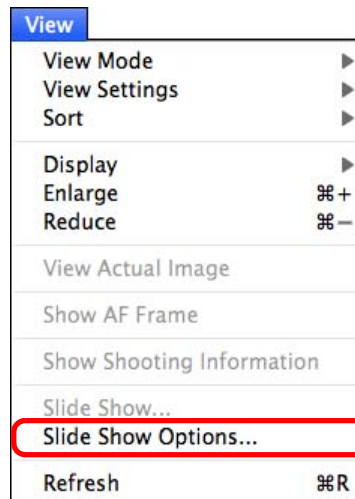 View
View Mode
View Settings
Sort
Display
Enlarge ⌘+
Reduce ⌘−
View Actual Image
Show AF Frame
Show Shooting Information
Slide Show...
Slide Show Options...
Refresh ⌘R